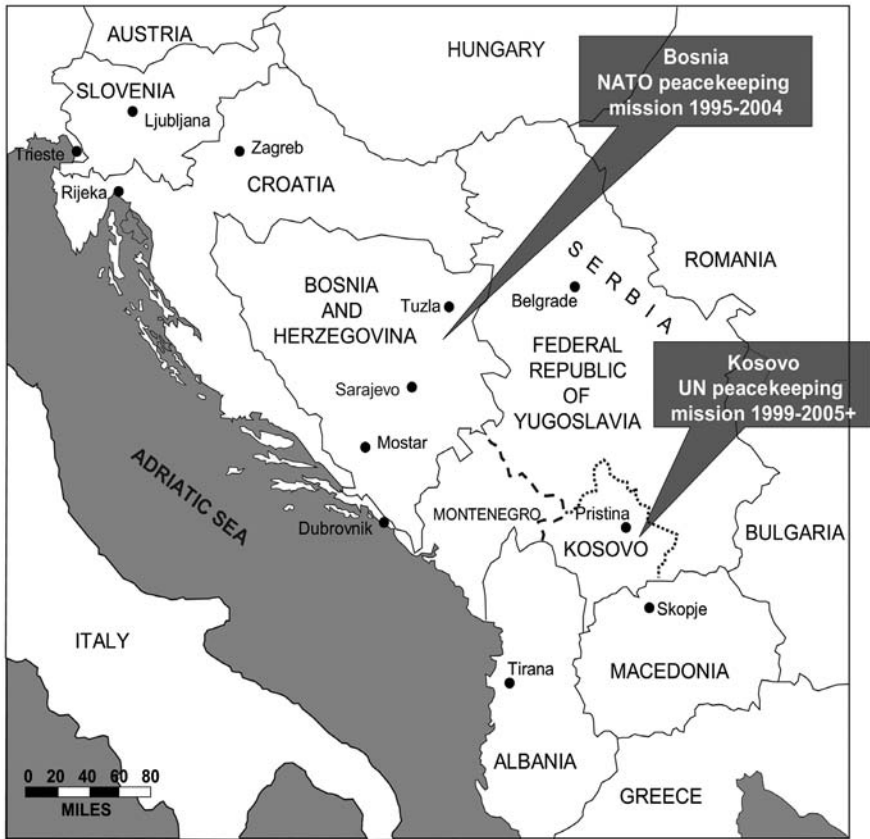 AUSTRIA
HUNGARY
Bosnia
NATO peacekeeping
mission 1995-2004
SLOVENIA
Ljubljana
Trieste
Zagreb
Rijeka
CROATIA
ROMANIA
SERBIA
BOSNIA
AND
HERZEGOVINA
Tuzla
Belgrade
FEDERAL
REPUBLIC
OF
YUGOSLAVIA
Kosovo
UN peacekeeping
mission 1999-2005+
Sarajevo
Mostar
ADRIATIC SEA
Dubrovnik
MONTENEGRO
Pristina
KOSOVO
BULGARIA
Skopje
ITALY
Tirana
MACEDONIA
ALBANIA
GREECE
0 20 40 60 80
MILES